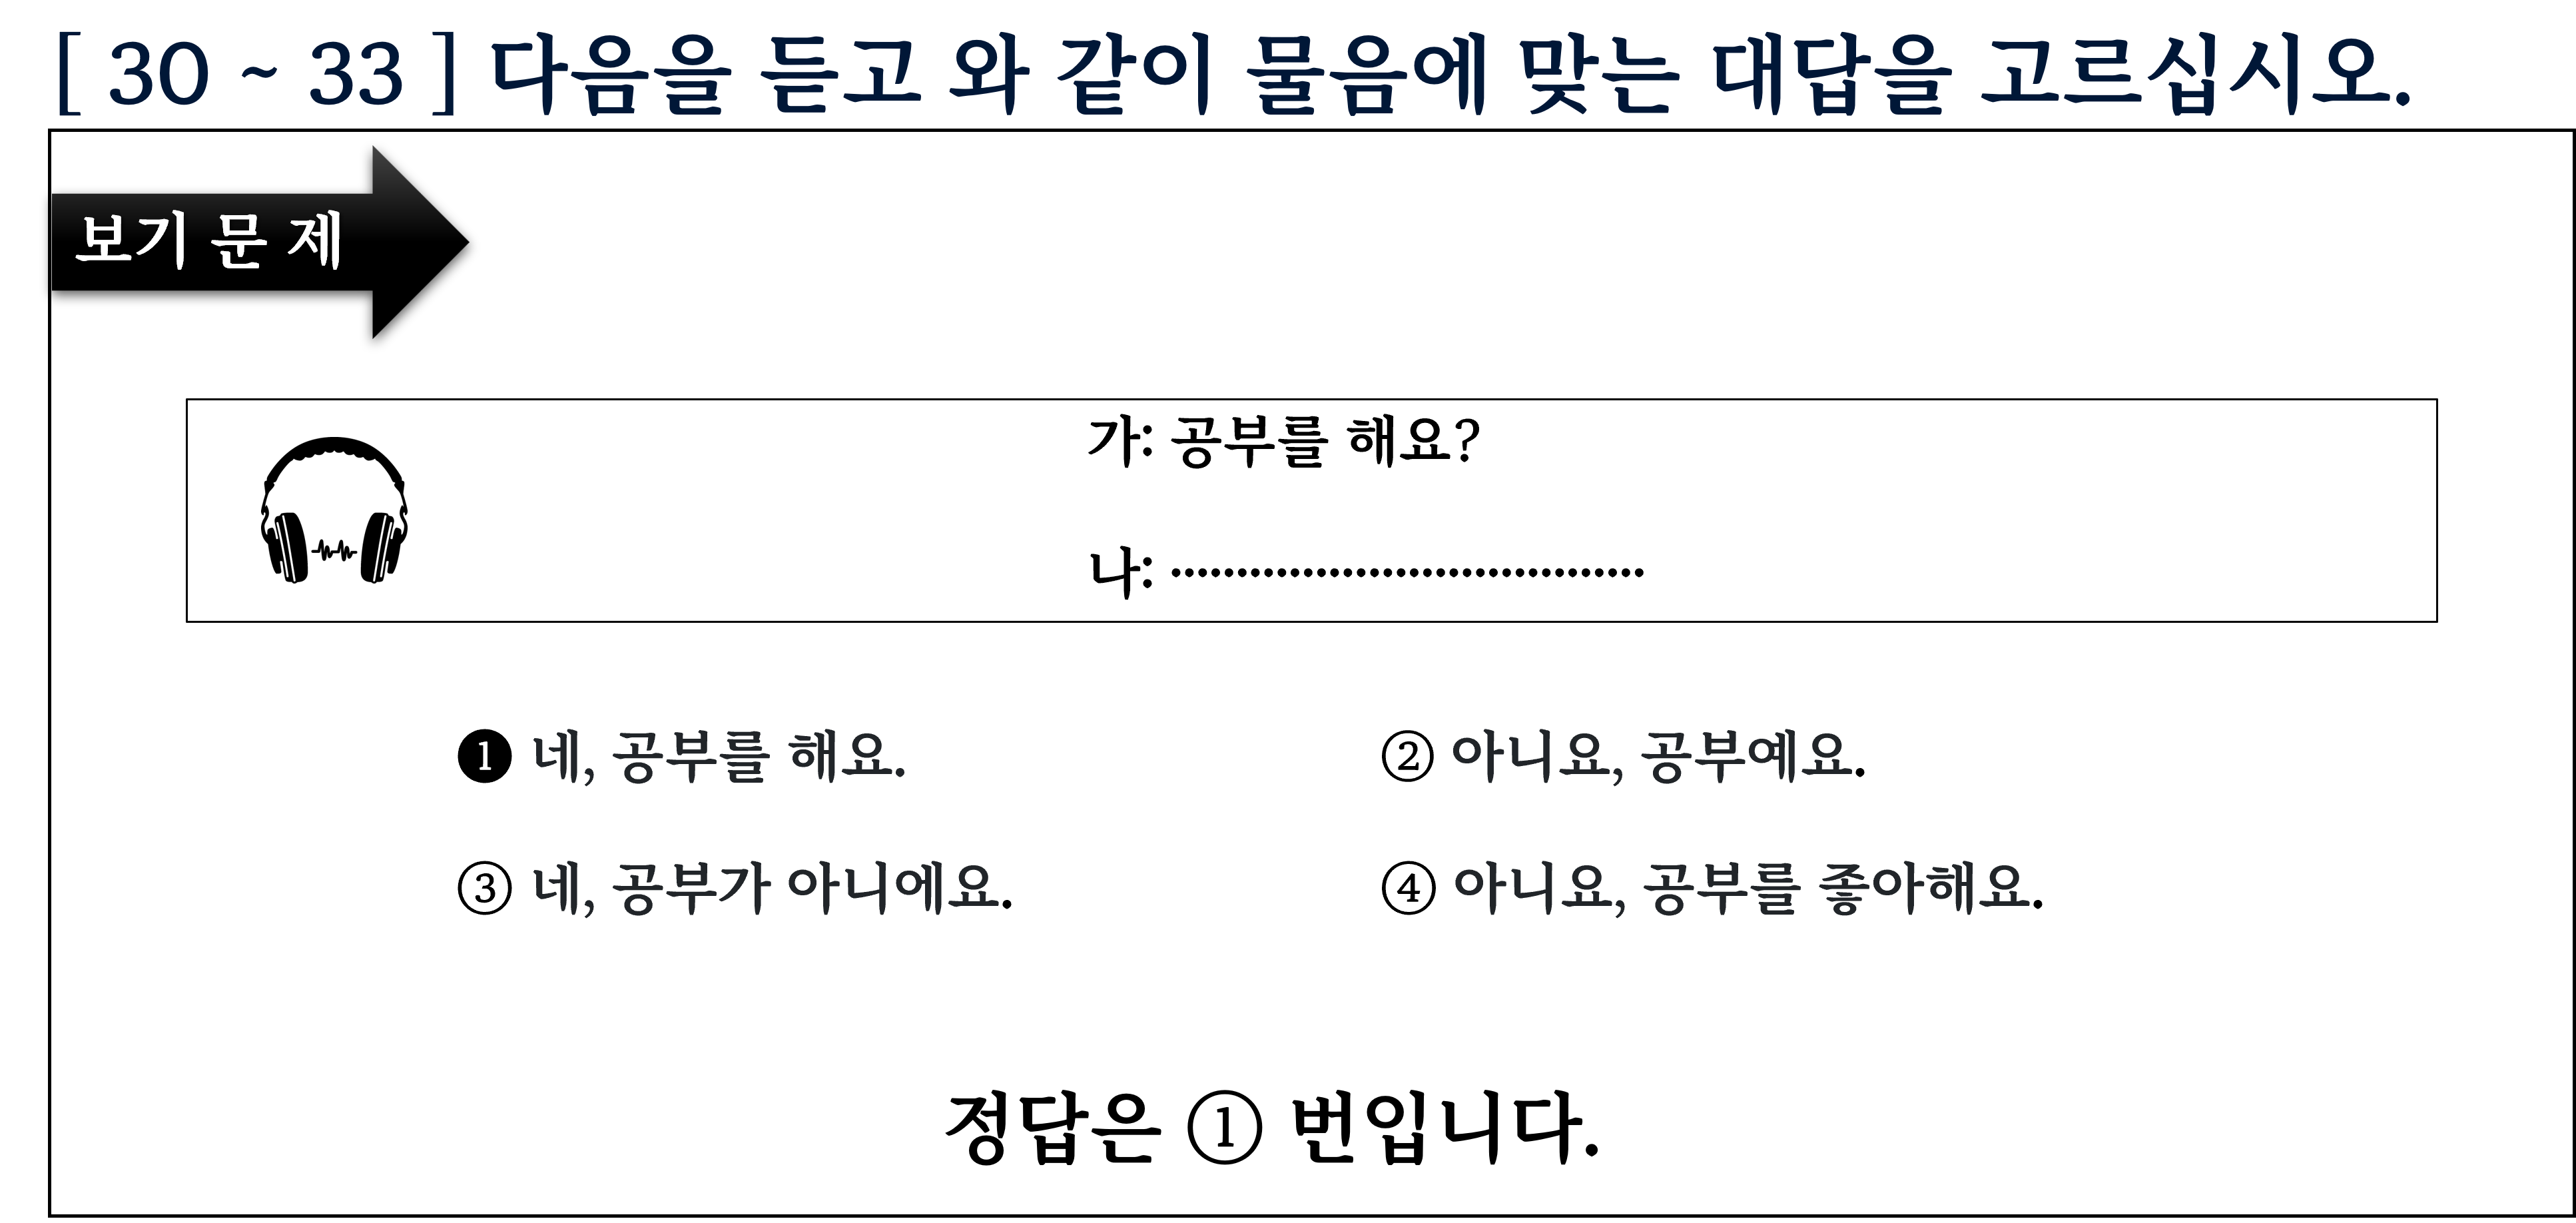 [ 30 ~ 33 ] 다음을 듣고 와 같이 물음에 맞는 대답을 고르십시오.
보기 문 제
가: 공부를 해요?
나: ····································
❶ 네, 공부를 해요.
② 아니요, 공부예요.
③ 네, 공부가 아니에요.
④ 아니요, 공부를 좋아해요.
정답은 ① 번입니다.